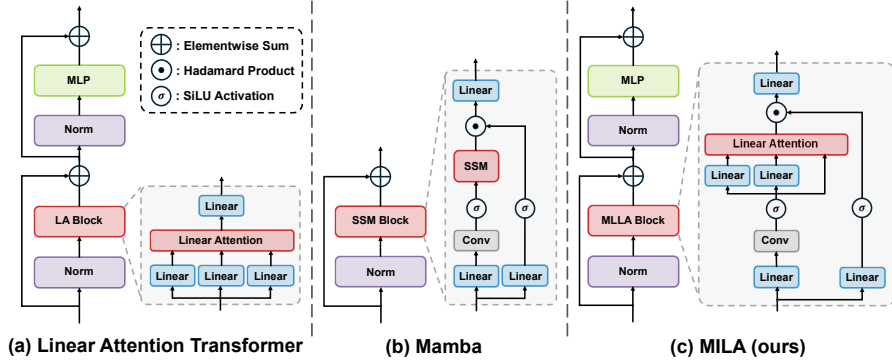 MLP
Norm
LA Block
Norm
: Elementwise Sum
: Hadamard Product
σ : SiLU Activation
Linear
Linear Attention
Linear Linear Linear
(a) Linear Attention Transformer
SSM Block
Norm
Linear
SSM
σ σ
Conv
Linear Linear
(b) Mamba
MLP
Norm
MLLA Block
Norm
Linear
Linear Attention
Linear Linear
σ σ
Conv
Linear Linear
(c) MILA (ours)